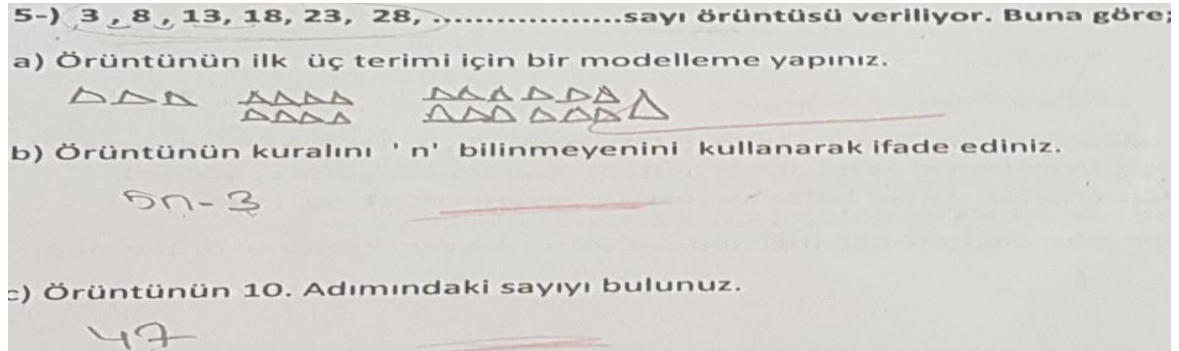 5-) 3, 8, 13, 18, 23, 28, ...................sayı örüntüsü veriliyor. Buna göre;
a) Örüntünün ilk üç terimi için bir modelleme yapınız.
b) Örüntünün kuralını 'n' bilinmeyenini kullanarak ifade ediniz.
5n-3
c) Örüntünün 10. Adımındaki sayıyı bulunuz.
47